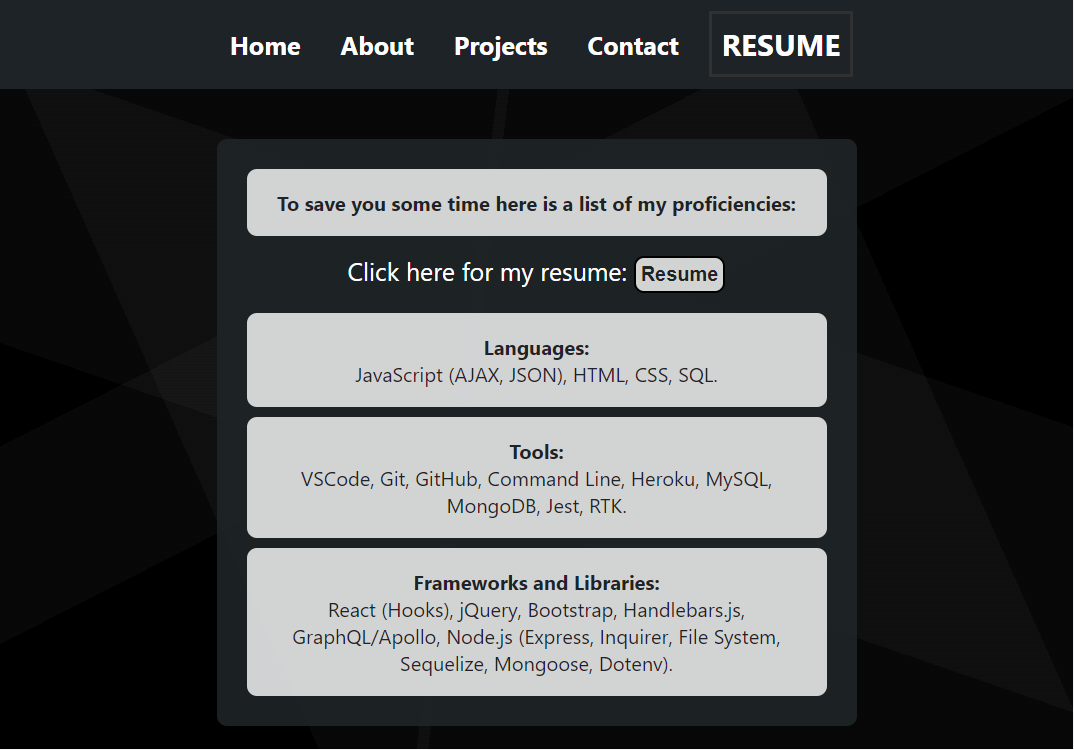 Home About Projects Contact RESUME
To save you some time here is a list of my proficiencies:
Click here for my resume: Resume
Languages:
JavaScript (AJAX, JSON), HTML, CSS, SQL.
Tools:
VSCode, Git, GitHub, Command Line, Heroku, MySQL,
MongoDB, Jest, RTK.
Frameworks and Libraries:
React (Hooks), jQuery, Bootstrap, Handlebars.js,
GraphQL/Apollo, Node.js (Express, Inquirer, File System,
Sequelize, Mongoose, Dotenv).